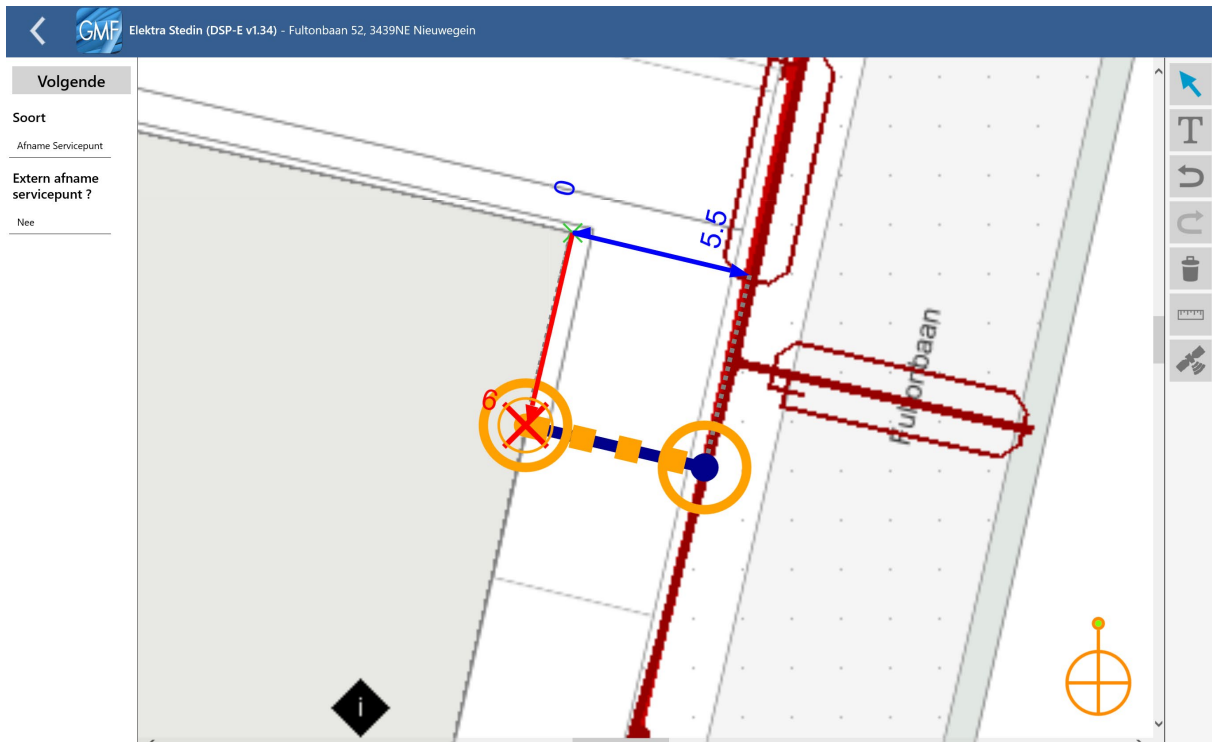 GMF
Elektra Stedin (DSP-E v1.34) - Fultonbaan 52, 3439NE Nieuwegein
Volgende
Soort
Afname Servicepunt
Extern afname
servicepunt ?
Nee
0
5.5
6
Fultonbaan
i
T